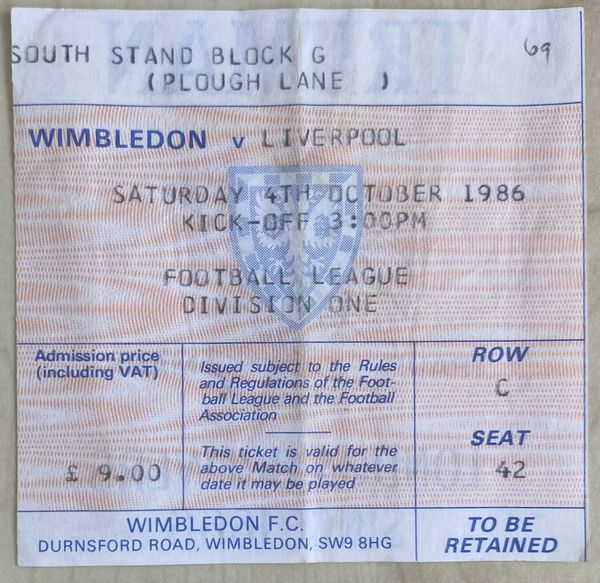 SOUTH STAND BLOCK G 69
(PLOUGH LANE )
WIMBLEDON v LIVERPOOL
SATURDAY 4TH OCTOBER 1986
KICK-OFF 3:00PM
FOOTBALL LEAGUE
DIVISION ONE
Admission price
(including VAT)
£ 9.00
Issued subject to the Rules
and Regulations of the Foot-
ball League and the Football
Association
This ticket is valid for the
above Match on whatever
date it may be played
ROW
C
SEAT
42
WIMBLEDON F.C.
DURNSFORD ROAD, WIMBLEDON, SW9 8HG
TO BE
RETAINED